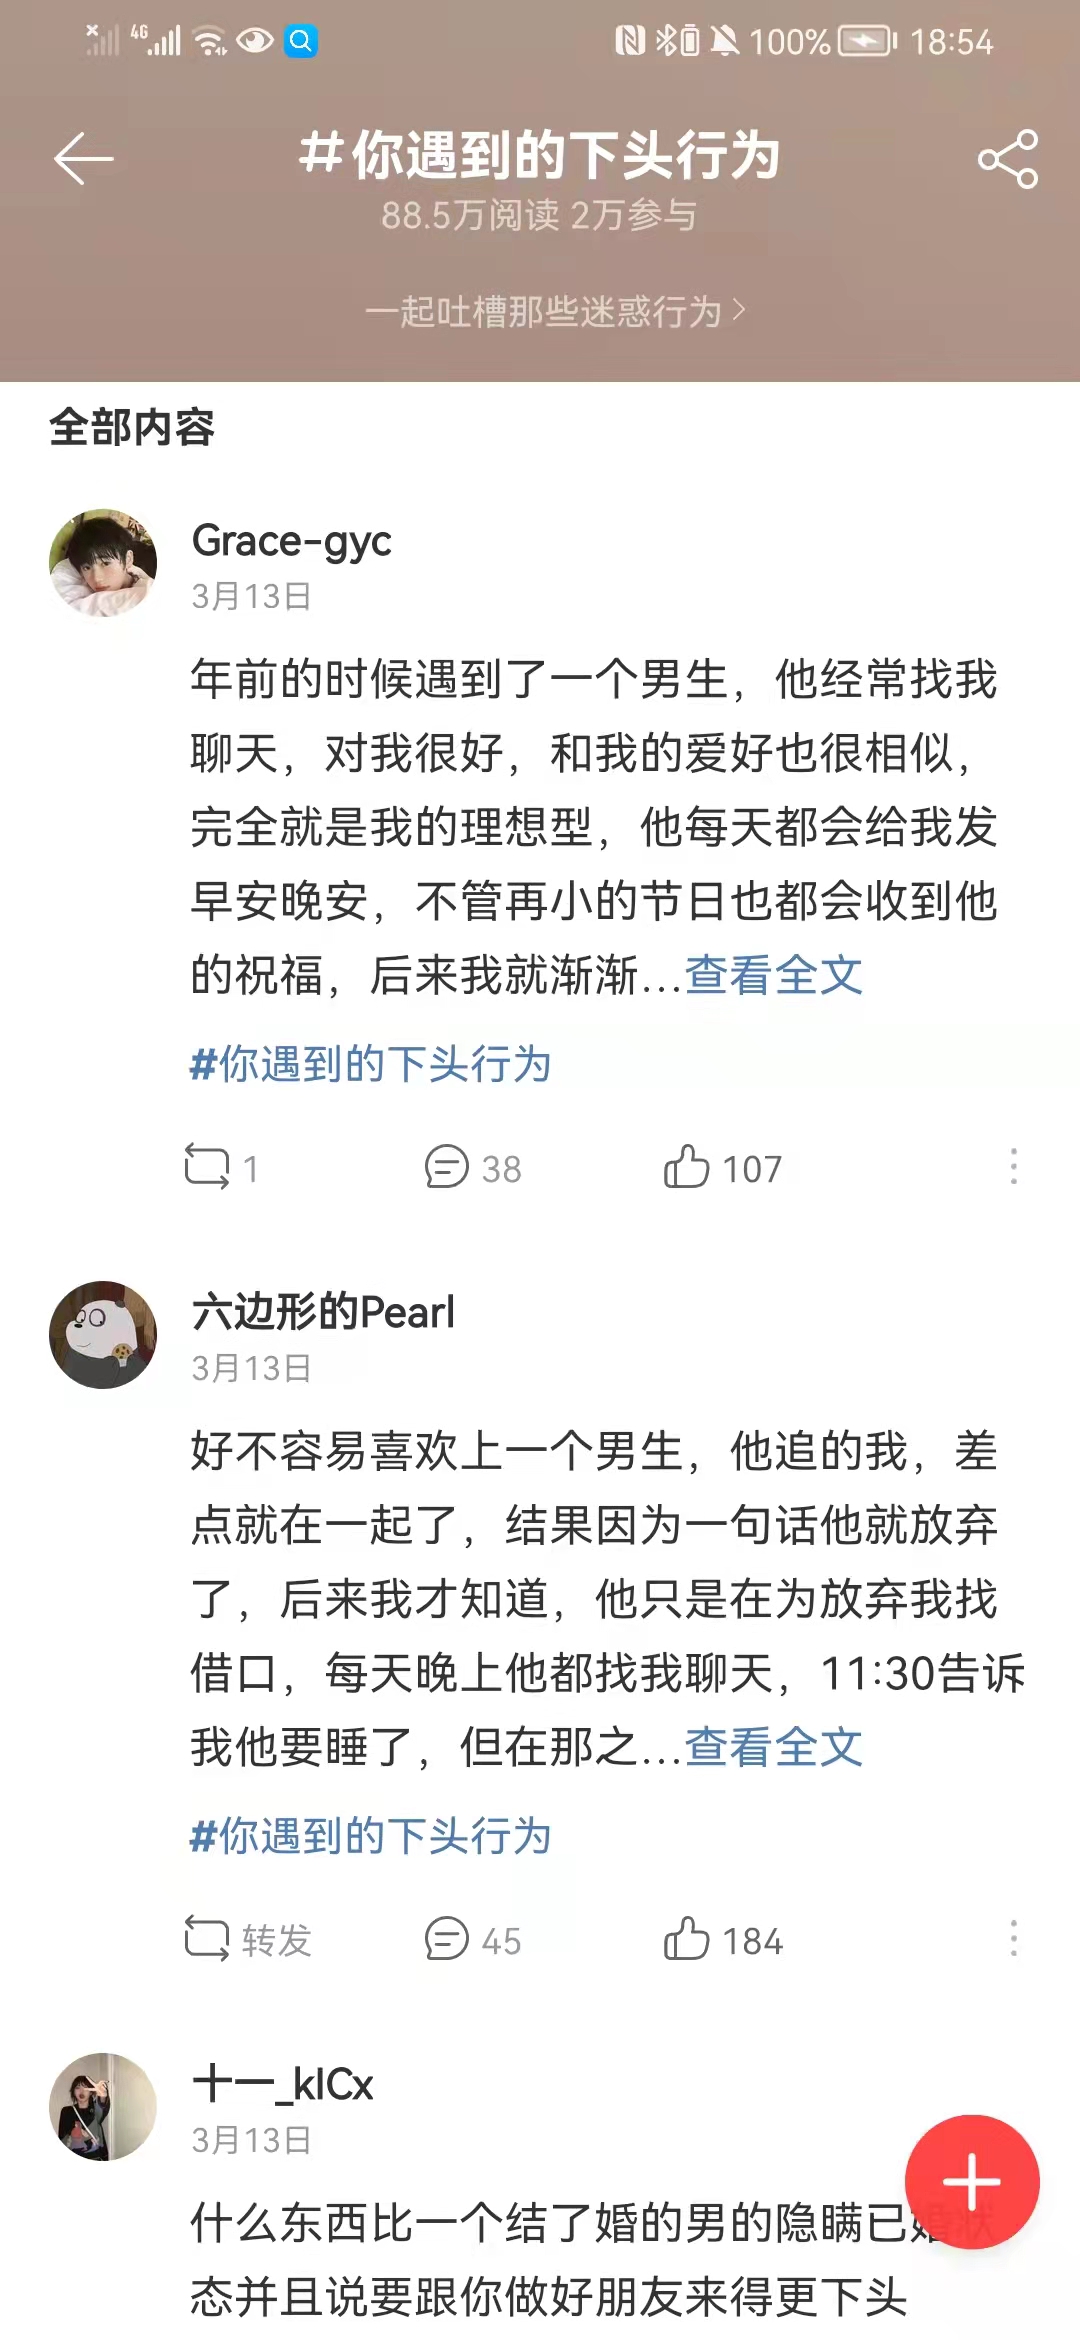 4G
100%
18:54
#你遇到的下头行为
88.5万阅读 2万参与
一起吐槽那些迷惑行为>
全部内容
Grace-gyc
3月13日
年前的时候遇到了一个男生，他经常找我
聊天，对我很好，和我的爱好也很相似，
完全就是我的理想型，他每天都会给我发
早安晚安，不管再小的节日也都会收到他
的祝福，后来我就渐渐...查看全文
#你遇到的下头行为
1 38 107
六边形的Pearl
3月13日
好不容易喜欢上一个男生，他追的我，差
点就在一起了，结果因为一句话他就放弃
了，后来我才知道，他只是在为放弃我找
借口，每天晚上他都找我聊天，11:30告诉
我他要睡了，但在那之...查看全文
#你遇到的下头行为
转发 45 184
十一_kICx
3月13日
什么东西比一个结了婚的男的隐瞒已婚状
态并且说要跟你做好朋友来得更下头